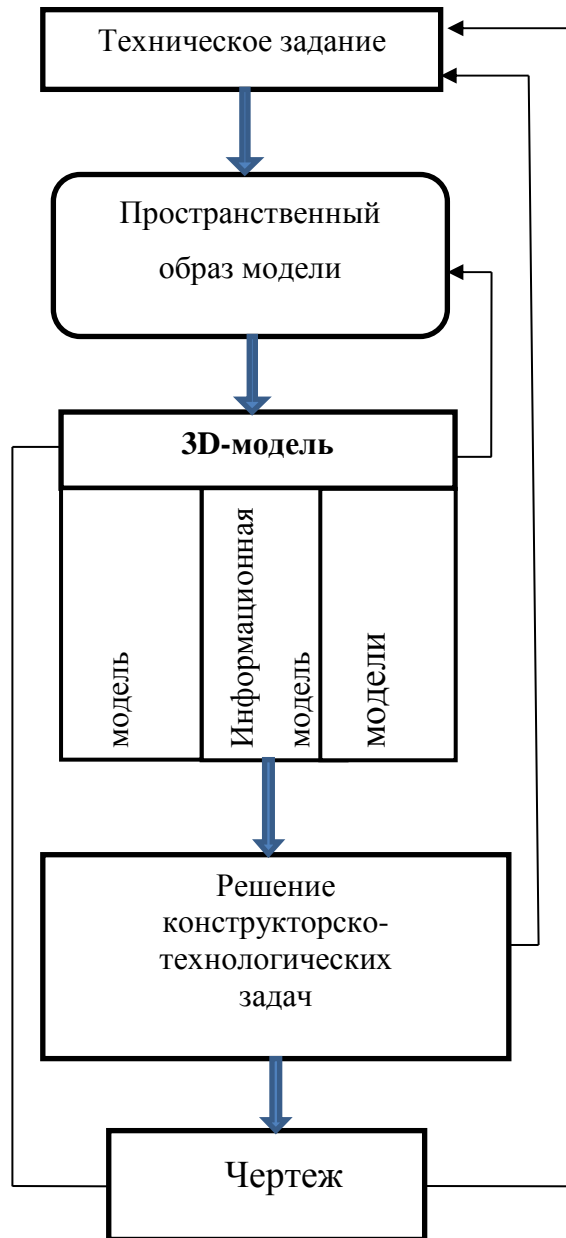 Техническое задание
Пространственный
образ модели
3D-модель
модель
Информационная
модель
модели
Решение
конструкторско-
технологических
задач
Чертеж